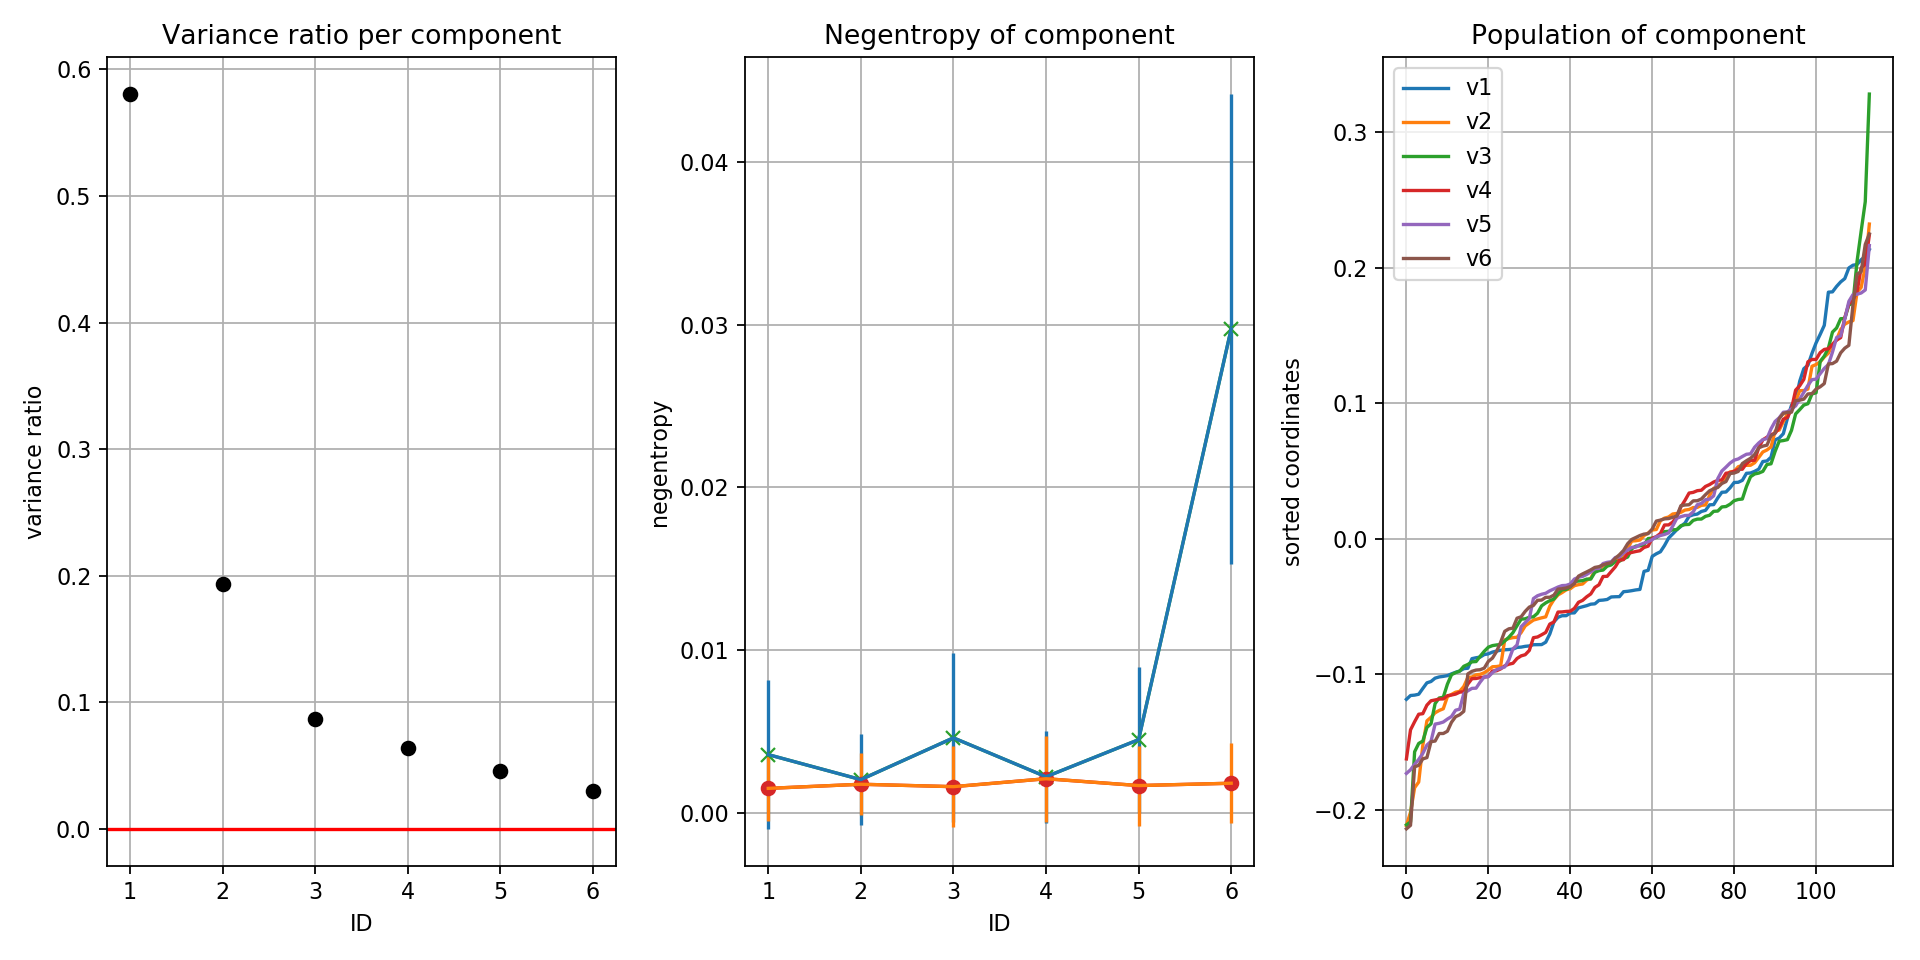 Variance ratio per component
0.6
0.5
0.4
0.3
0.2
0.1
0.0
variance ratio
1 2 3 4 5 6
ID
Negentropy of component
0.04
0.03
0.02
0.01
0.00
negentropy
1 2 3 4 5 6
ID
Population of component
v1
v2
v3
v4
v5
v6
0.3
0.2
0.1
0.0
−0.1
−0.2
sorted coordinates
0 20 40 60 80 100